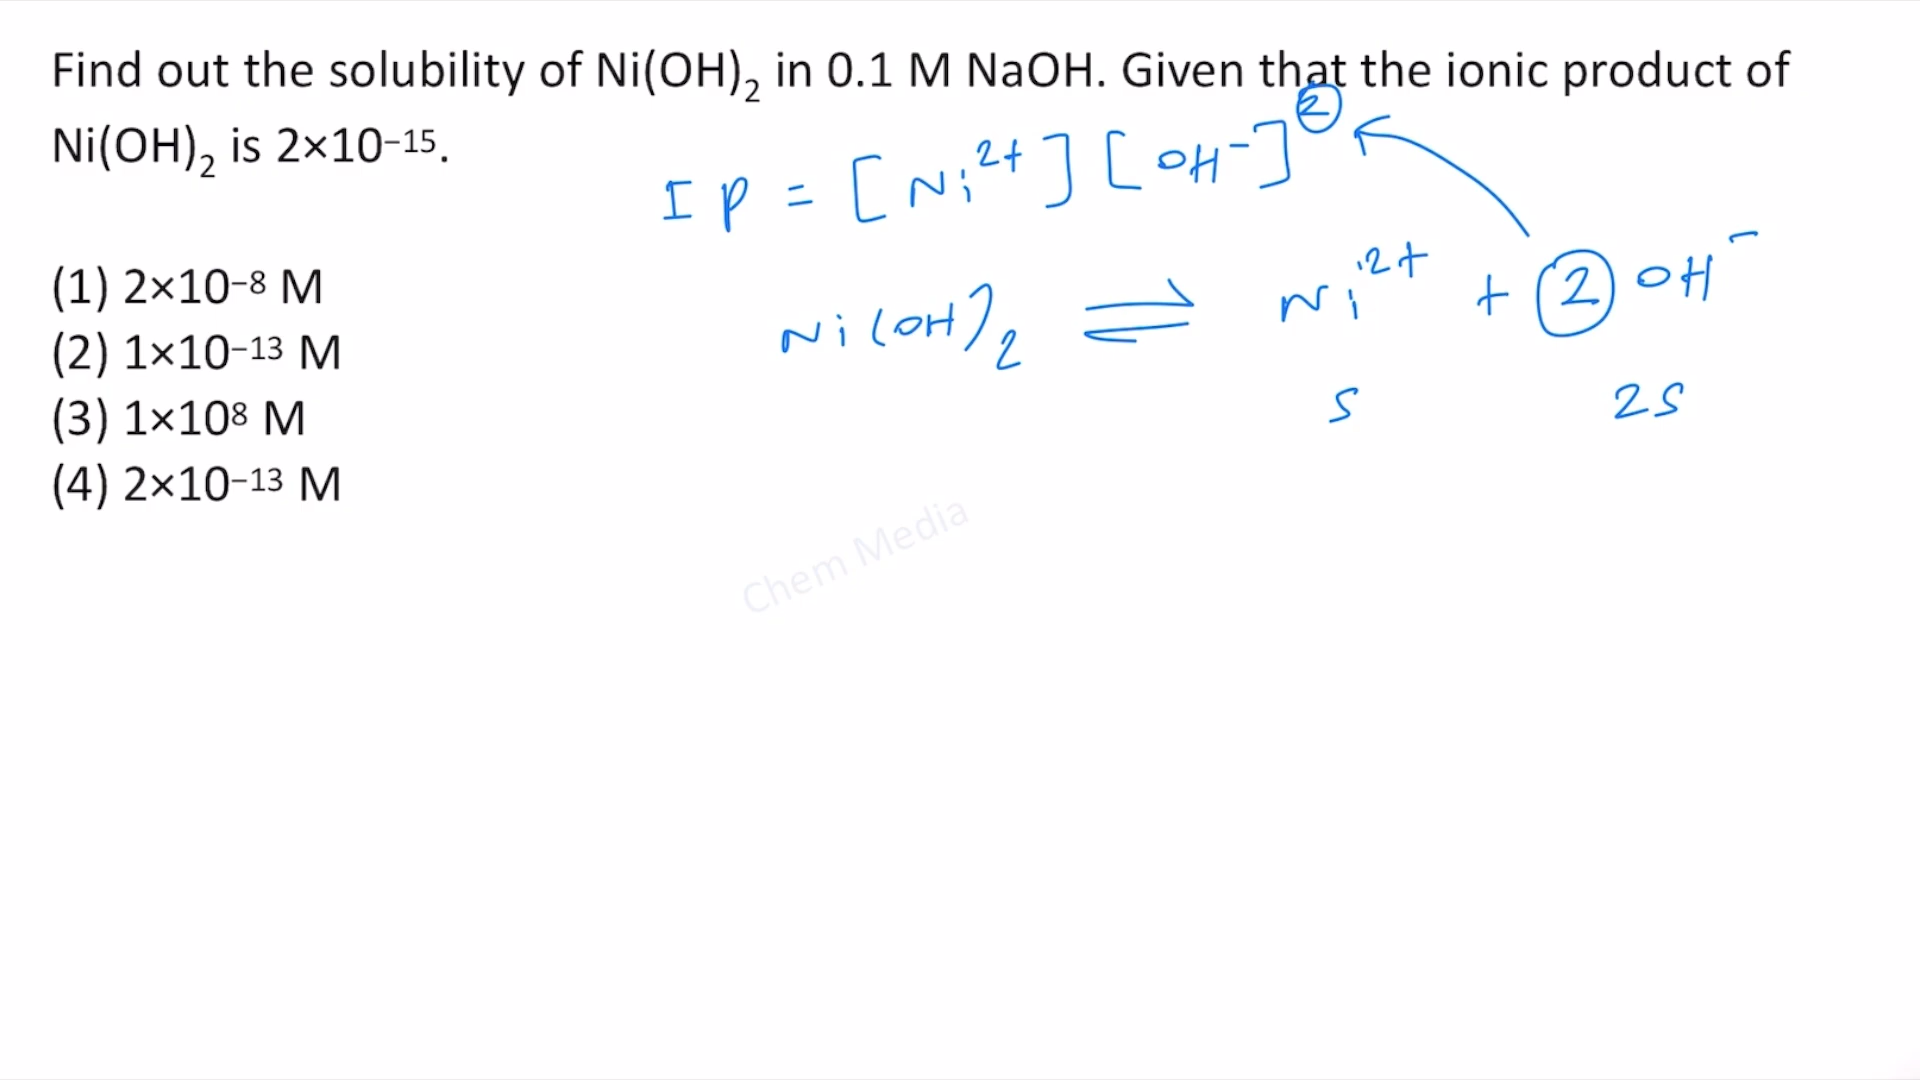 Find out the solubility of Ni(OH)₂ in 0.1 M NaOH. Given that the ionic product of
Ni(OH)₂ is 2×10⁻¹⁵.
Ip = [Ni²⁺][OH⁻]²
Ni(OH)₂ ⇌ Ni²⁺ + 2OH⁻
s 2s
(1) 2×10⁻⁸ M
(2) 1×10⁻¹³ M
(3) 1×10⁸ M
(4) 2×10⁻¹³ M
Chem Media